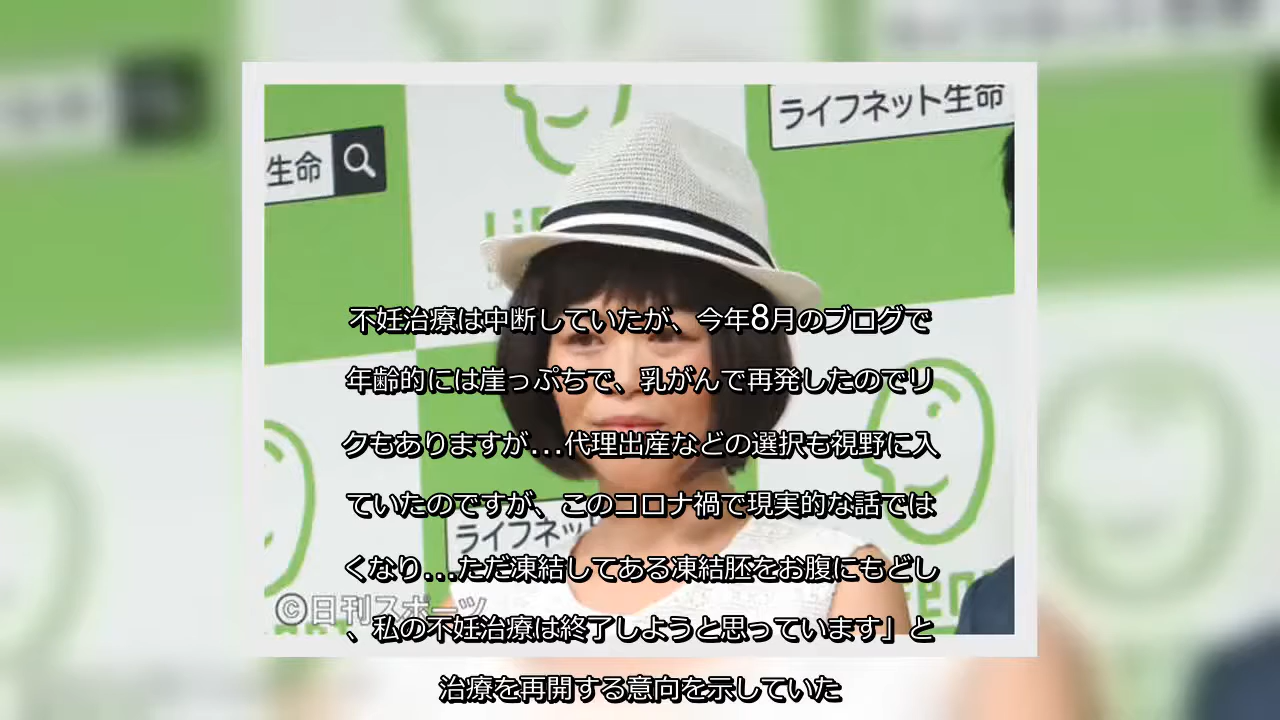 ライフネット生命
生命
不妊治療は中断していたが、今年8月のブログで
年齢的には崖っぷちで、乳がんで再発したのでリ
クもありますが...代理出産などの選択も視野に入
ていたのですが、このコロナ禍で現実的な話では
ライフネッ
くなり...ただ凍結してある凍結胚をお腹にもどし
©日刊スポーツ
、私の不妊治療は終了しようと思っています」と
治療を再開する意向を示していた